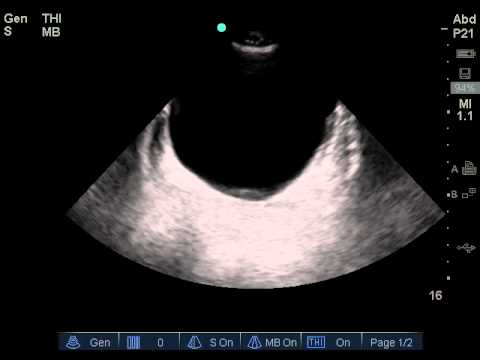 Gen
S
THI
MB
Abd
P21
94%
MI
1.1
A
B
16
Gen
0
S On
MB On
THI
On
Page 1/2